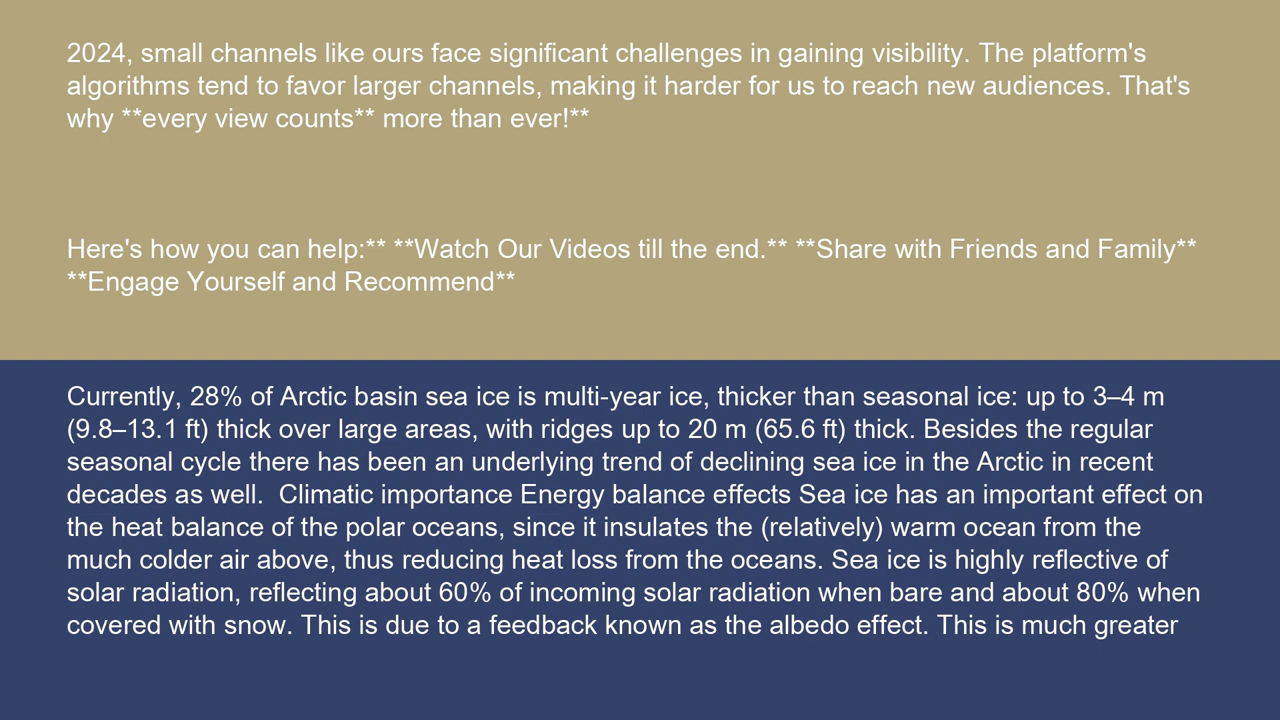 2024, small channels like ours face significant challenges in gaining visibility. The platform's
algorithms tend to favor larger channels, making it harder for us to reach new audiences. That's
why **every view counts** more than ever!**
Here's how you can help:** **Watch Our Videos till the end.** **Share with Friends and Family**
**Engage Yourself and Recommend**
Currently, 28% of Arctic basin sea ice is multi-year ice, thicker than seasonal ice: up to 3–4 m
(9.8–13.1 ft) thick over large areas, with ridges up to 20 m (65.6 ft) thick. Besides the regular
seasonal cycle there has been an underlying trend of declining sea ice in the Arctic in recent
decades as well.  Climatic importance Energy balance effects Sea ice has an important effect on
the heat balance of the polar oceans, since it insulates the (relatively) warm ocean from the
much colder air above, thus reducing heat loss from the oceans. Sea ice is highly reflective of
solar radiation, reflecting about 60% of incoming solar radiation when bare and about 80% when
covered with snow. This is due to a feedback known as the albedo effect. This is much greater